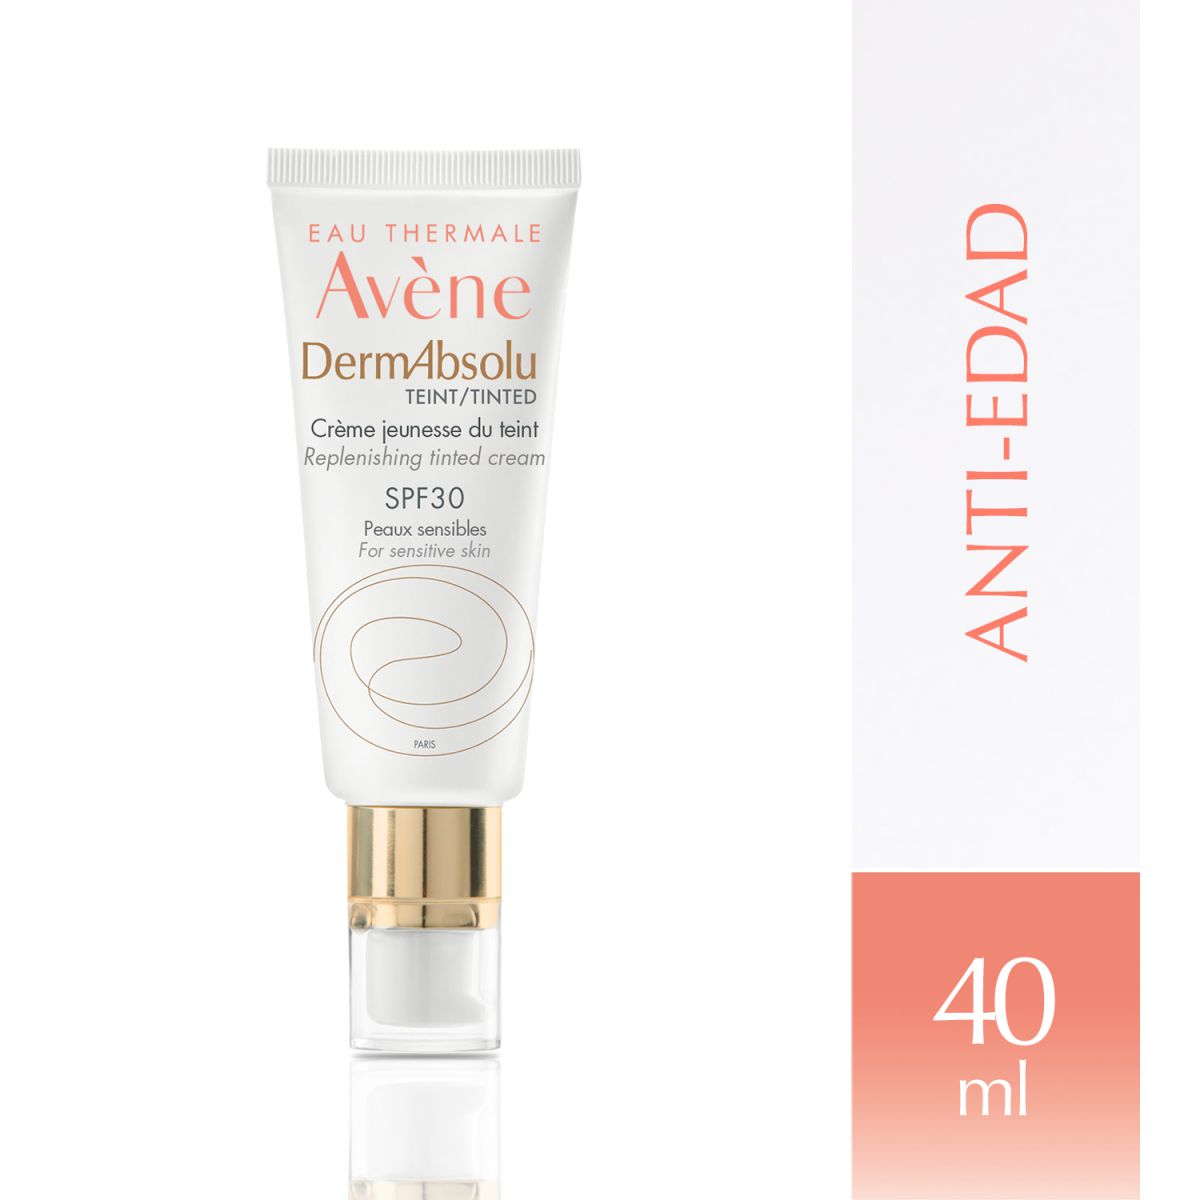 EAU THERMALE
Avène
DermAbsolu
TEINT/TINTED
Crème jeunesse du teint
Replenishing tinted cream
SPF30
Peaux sensibles
For sensitive skin
PARIS
ANTI-EDAD
40
ml